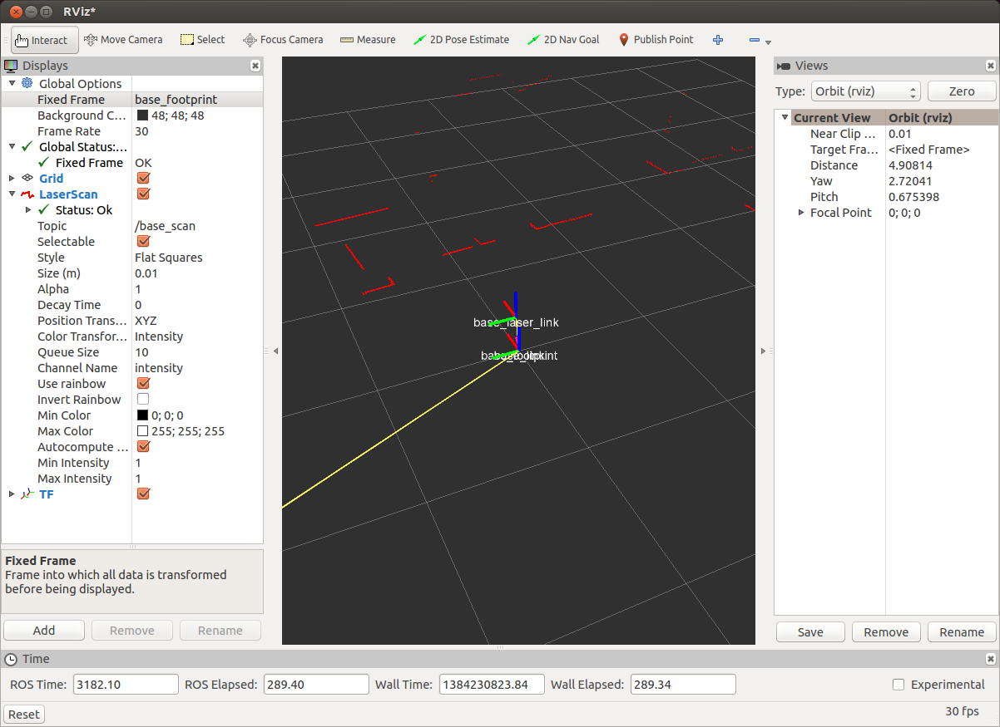 RViz*
Interact Move Camera Select Focus Camera Measure 2D Pose Estimate 2D Nav Goal Publish Point
Displays
Global Options
Fixed Frame base_footprint
Background C... 48; 48; 48
Frame Rate 30
Global Status:...
Fixed Frame OK
Grid
LaserScan
Status: Ok
Topic /base_scan
Selectable
Style Flat Squares
Size (m) 0.01
Alpha 1
Decay Time 0
Position Trans... XYZ
Color Transfor... Intensity
Queue Size 10
Channel Name intensity
Use rainbow
Invert Rainbow
Min Color 0; 0; 0
Max Color 255; 255; 255
Autocompute ...
Min Intensity 1
Max Intensity 1
TF
Fixed Frame
Frame into which all data is transformed
before being displayed.
Add Remove Rename
base_laser_link
Views
Type: Orbit (rviz) Zero
Current View Orbit (rviz)
Near Clip ... 0.01
Target Fra... <Fixed Frame>
Distance 4.90814
Yaw 2.72041
Pitch 0.675398
Focal Point 0; 0; 0
Save Remove Rename
Time
ROS Time: 3182.10 ROS Elapsed: 289.40 Wall Time: 1384230823.84 Wall Elapsed: 289.34 Experimental
Reset 30 fps